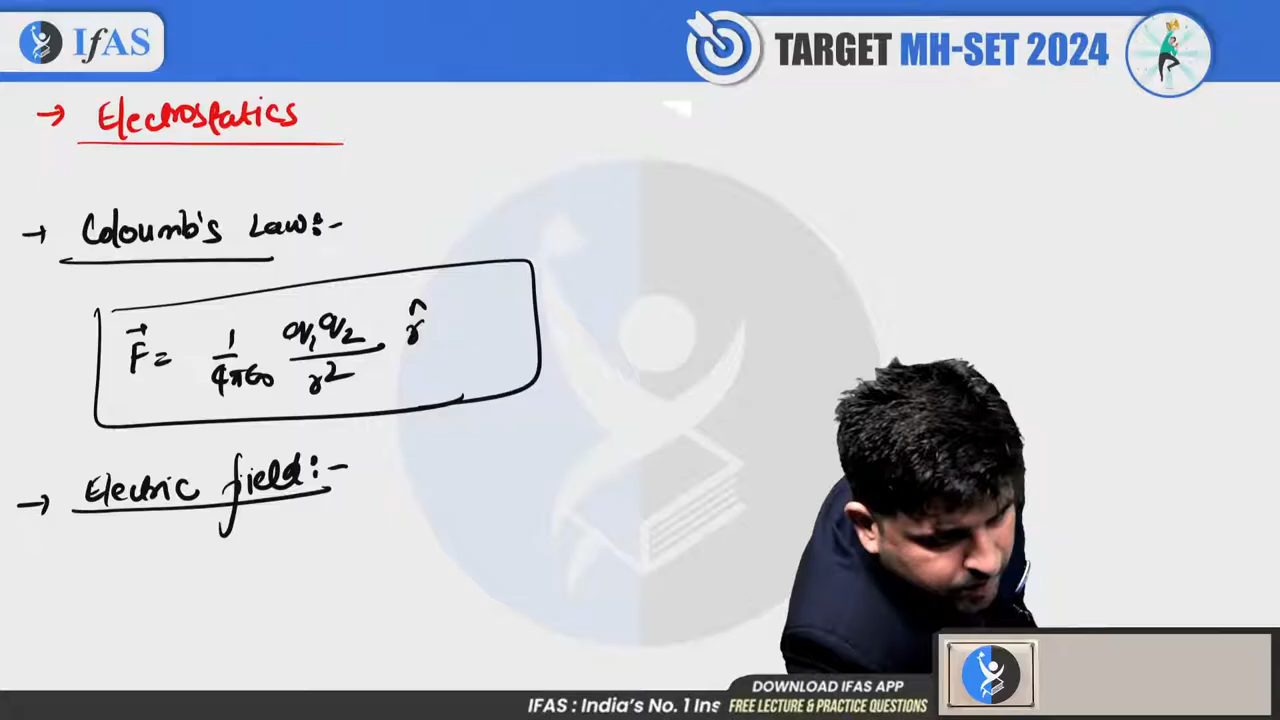 IfAS
TARGET MH-SET 2024
→ Electrostatics
→ Coloumb's Law:-
F⃗ = 1/4πε₀ q₁q₂/r² r̂
→ Electric field:-
DOWNLOAD IFAS APP
IFAS : India's No. 1 Ins
FREE LECTURE & PRACTICE QUESTIONS